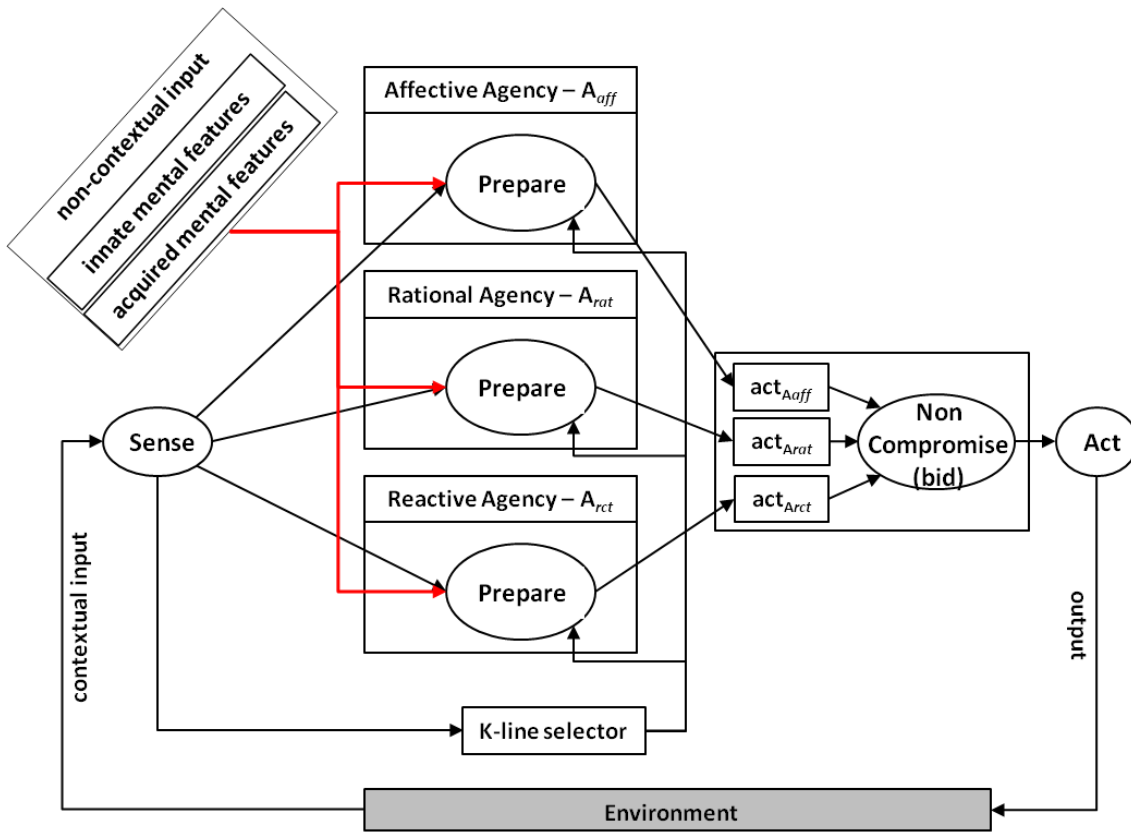 non-contextual input
innate mental features
acquired mental features
Affective Agency – Aaff
Prepare
Rational Agency – Arat
Prepare
Reactive Agency – Arct
Prepare
Sense
contextual input
K-line selector
actAaff
actArat
actArct
Non
Compromise
(bid)
Act
output
Environment